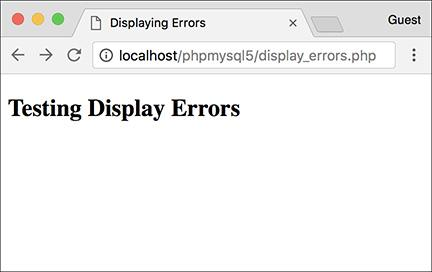 Displaying Errors
Guest
localhost/phpmysql5/display_errors.php
Testing Display Errors